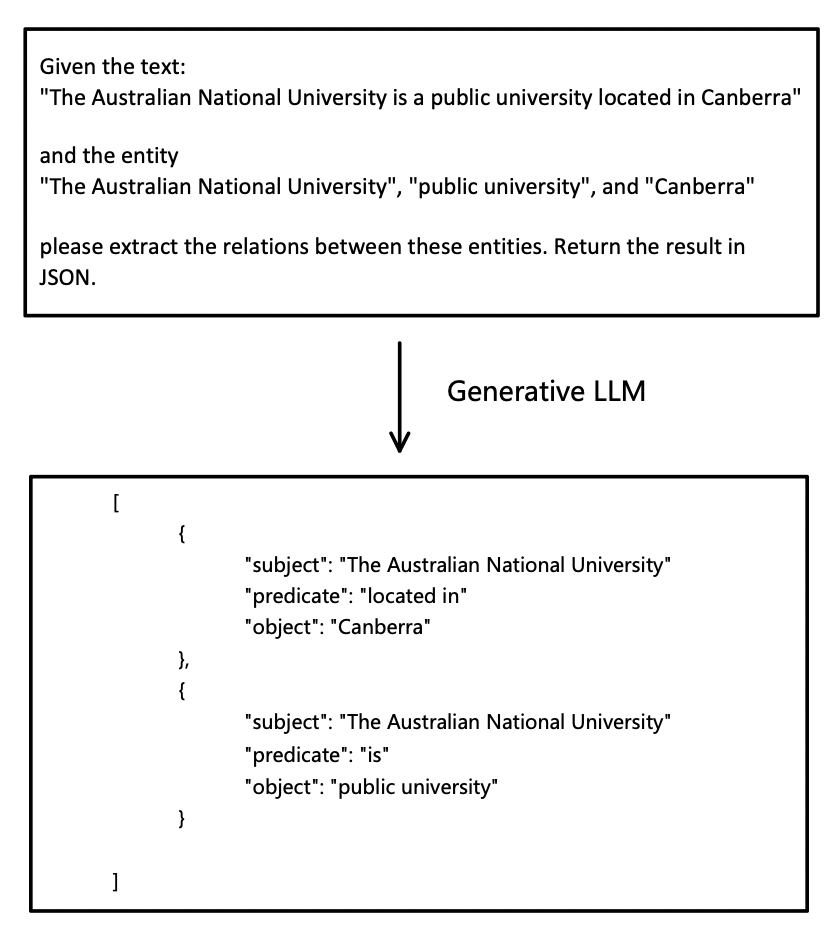 Given the text:
"The Australian National University is a public university located in Canberra"
and the entity
"The Australian National University", "public university", and "Canberra"
please extract the relations between these entities. Return the result in
JSON.
Generative LLM
[
{
"subject": "The Australian National University"
"predicate": "located in"
"object": "Canberra"
},
{
"subject": "The Australian National University"
"predicate": "is"
"object": "public university"
}
]